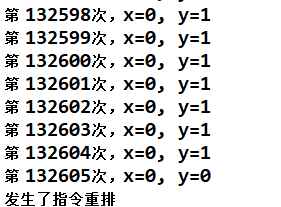 第 132598次，x=0, y=1
第 132599次，x=0, y=1
第 132600次，x=0, y=1
第 132601次，x=0, y=1
第 132602次，x=0, y=1
第 132603次，x=0, y=1
第 132604次，x=0, y=1
第 132605次，x=0, y=0
发生了指令重排